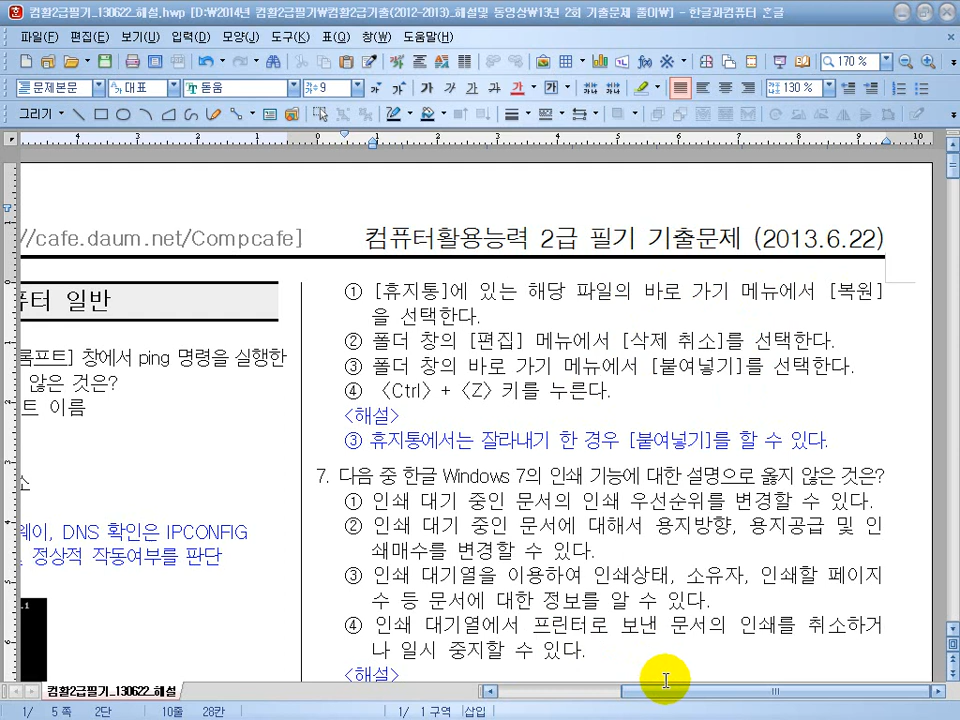 컴활2급필기_130622_해설.hwp [D:₩2014년 컴활2급필기₩컴활2급기출(2012-2013)_해설및 동영상₩13년 2회 기출문제 풀이₩] - 한글과컴퓨터 한글
파일(F) 편집(E) 보기(U) 입력(D) 모양(J) 도구(K) 표(Q) 창(W) 도움말(H)
170 %
문제본문 대표 돋움 9 가 가 가 가 가 가 130 %
그리기
4 3 2 1 0 1 2 3 4 5 6 7 8 9 10
//cafe.daum.net/Compcafe] 컴퓨터활용능력 2급 필기 기출문제 (2013.6.22)
퓨터 일반
롬프트] 창에서 ping 명령을 실행한
않은 것은?
트 이름
소
웨이, DNS 확인은 IPCONFIG
정상적 작동여부를 판단
① [휴지통]에 있는 해당 파일의 바로 가기 메뉴에서 [복원]
을 선택한다.
② 폴더 창의 [편집] 메뉴에서 [삭제 취소]를 선택한다.
③ 폴더 창의 바로 가기 메뉴에서 [붙여넣기]를 선택한다.
④ 〈Ctrl〉+〈Z〉키를 누른다.
<해설>
③ 휴지통에서는 잘라내기 한 경우 [붙여넣기]를 할 수 있다.
7. 다음 중 한글 Windows 7의 인쇄 기능에 대한 설명으로 옳지 않은 것은?
① 인쇄 대기 중인 문서의 인쇄 우선순위를 변경할 수 있다.
② 인쇄 대기 중인 문서에 대해서 용지방향, 용지공급 및 인
쇄매수를 변경할 수 있다.
③ 인쇄 대기열을 이용하여 인쇄상태, 소유자, 인쇄할 페이지
수 등 문서에 대한 정보를 알 수 있다.
④ 인쇄 대기열에서 프린터로 보낸 문서의 인쇄를 취소하거
나 일시 중지할 수 있다.
<해설>
컴활2급필기_130622_해설
1/ 5 쪽 2단 10줄 28칸 1/ 1 구역 삽입